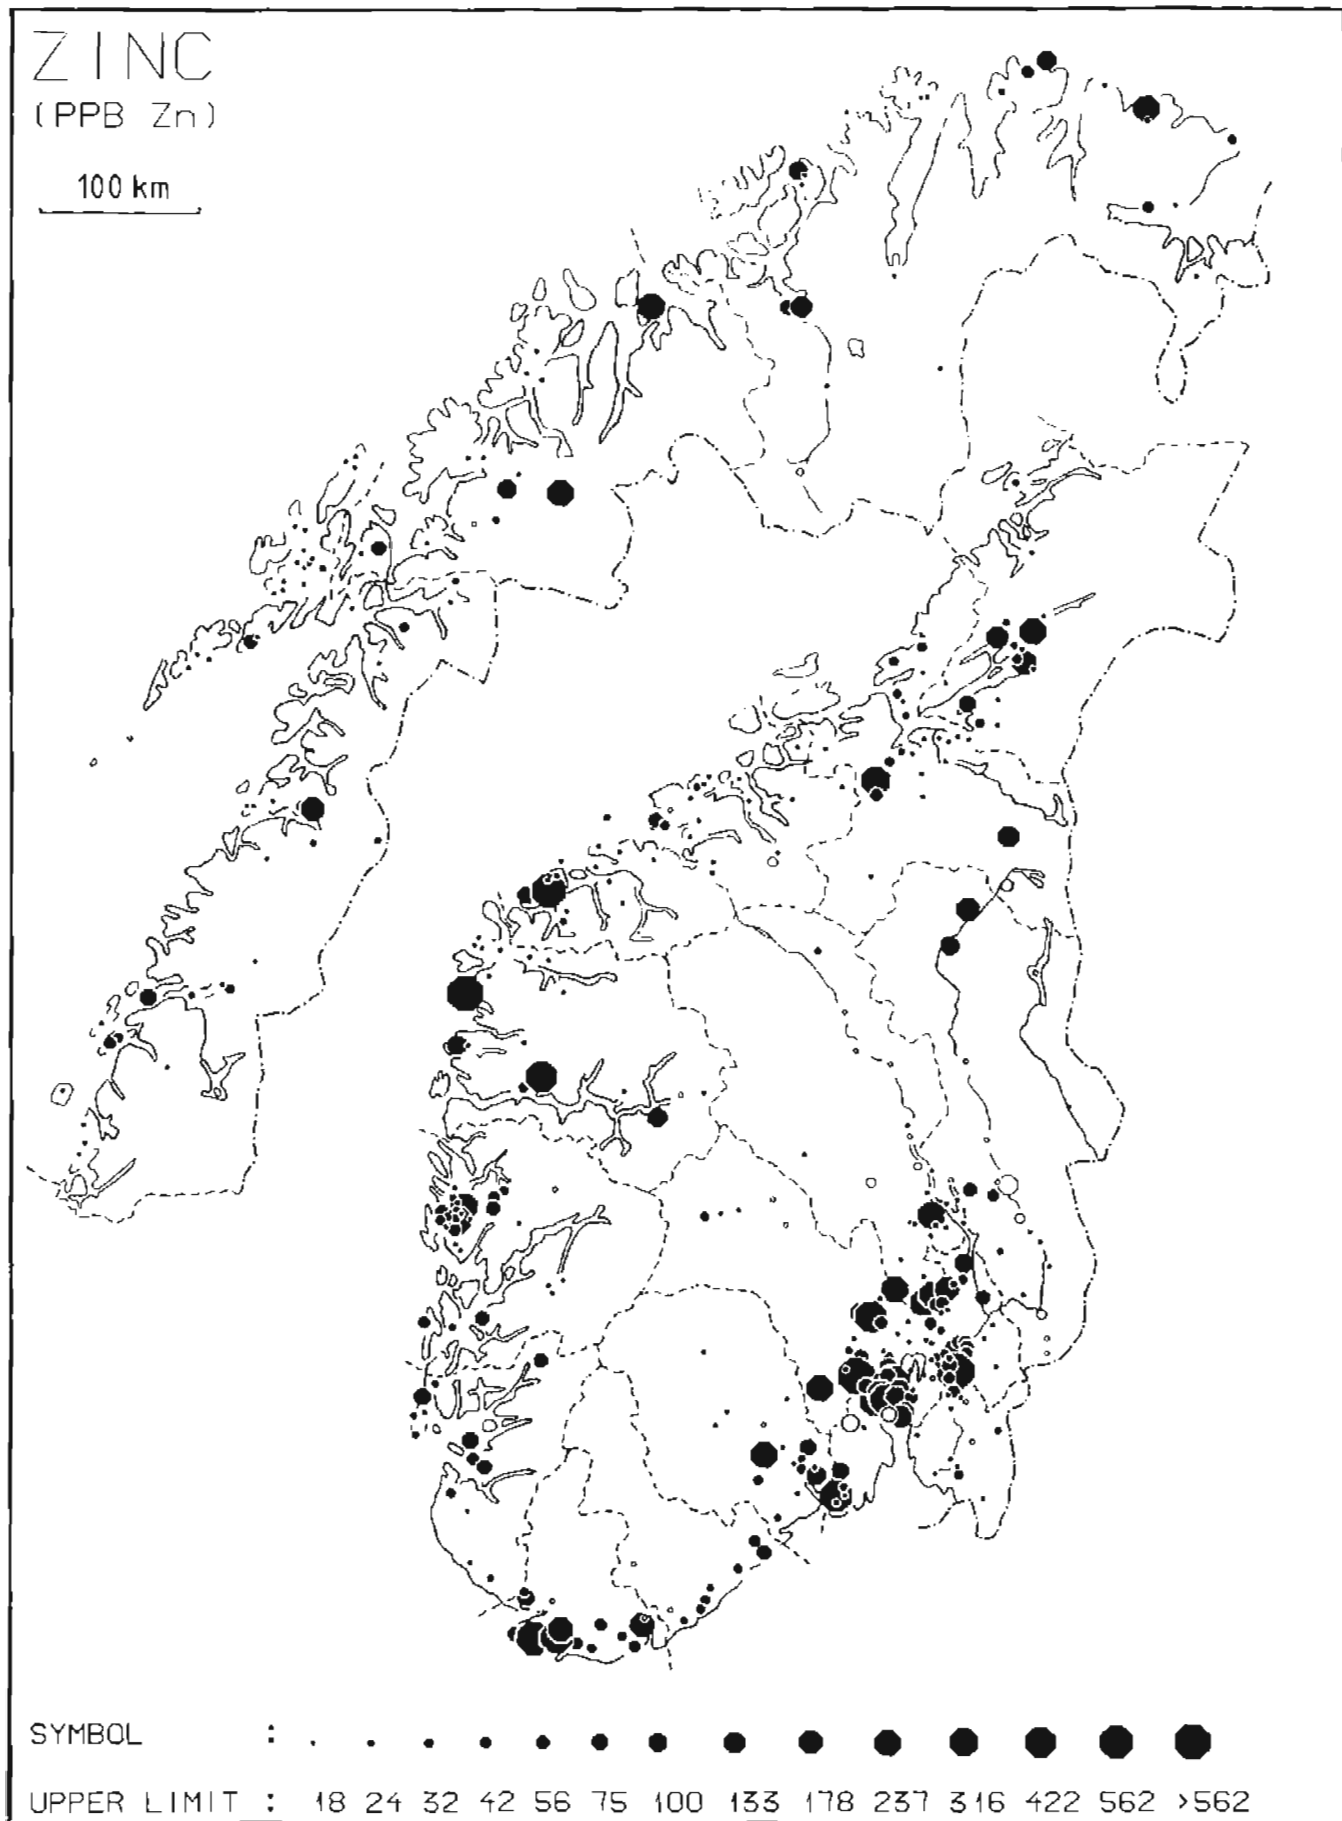 ZINC
(PPB Zn)
100 km
SYMBOL :
UPPER LIMIT : 18 24 32 42 56 75 100 133 178 237 316 422 562 >562